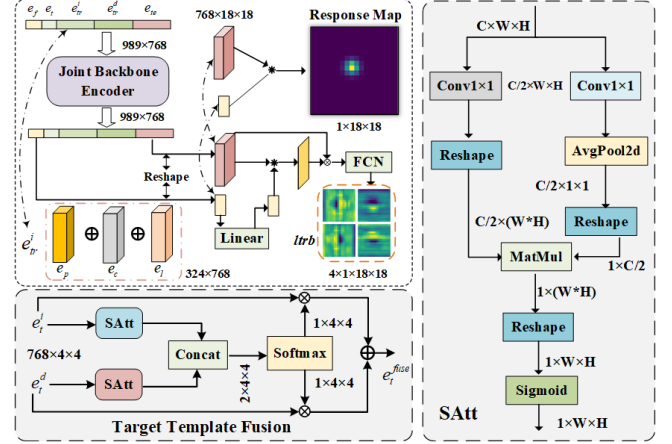 e_f e_t e_tr^i e_tr^d e_te
989×768
Joint Backbone
Encoder
989×768
Reshape
e_tr^i
e_p ⊕ e_c ⊕ e_l
324×768
768×18×18
Response Map
1×18×18
FCN
Linear
ltrb
4×1×18×18
e_t^i
768×4×4
e_t^d
SAtt
SAtt
Concat
2×4×4
Softmax
1×4×4
1×4×4
e_t^fuse
Target Template Fusion
C×W×H
Conv1×1
C/2×W×H
Conv1×1
Reshape
AvgPool2d
C/2×1×1
Reshape
C/2×(W*H)
MatMul
1×C/2
1×(W*H)
Reshape
1×W×H
Sigmoid
1×W×H
SAtt